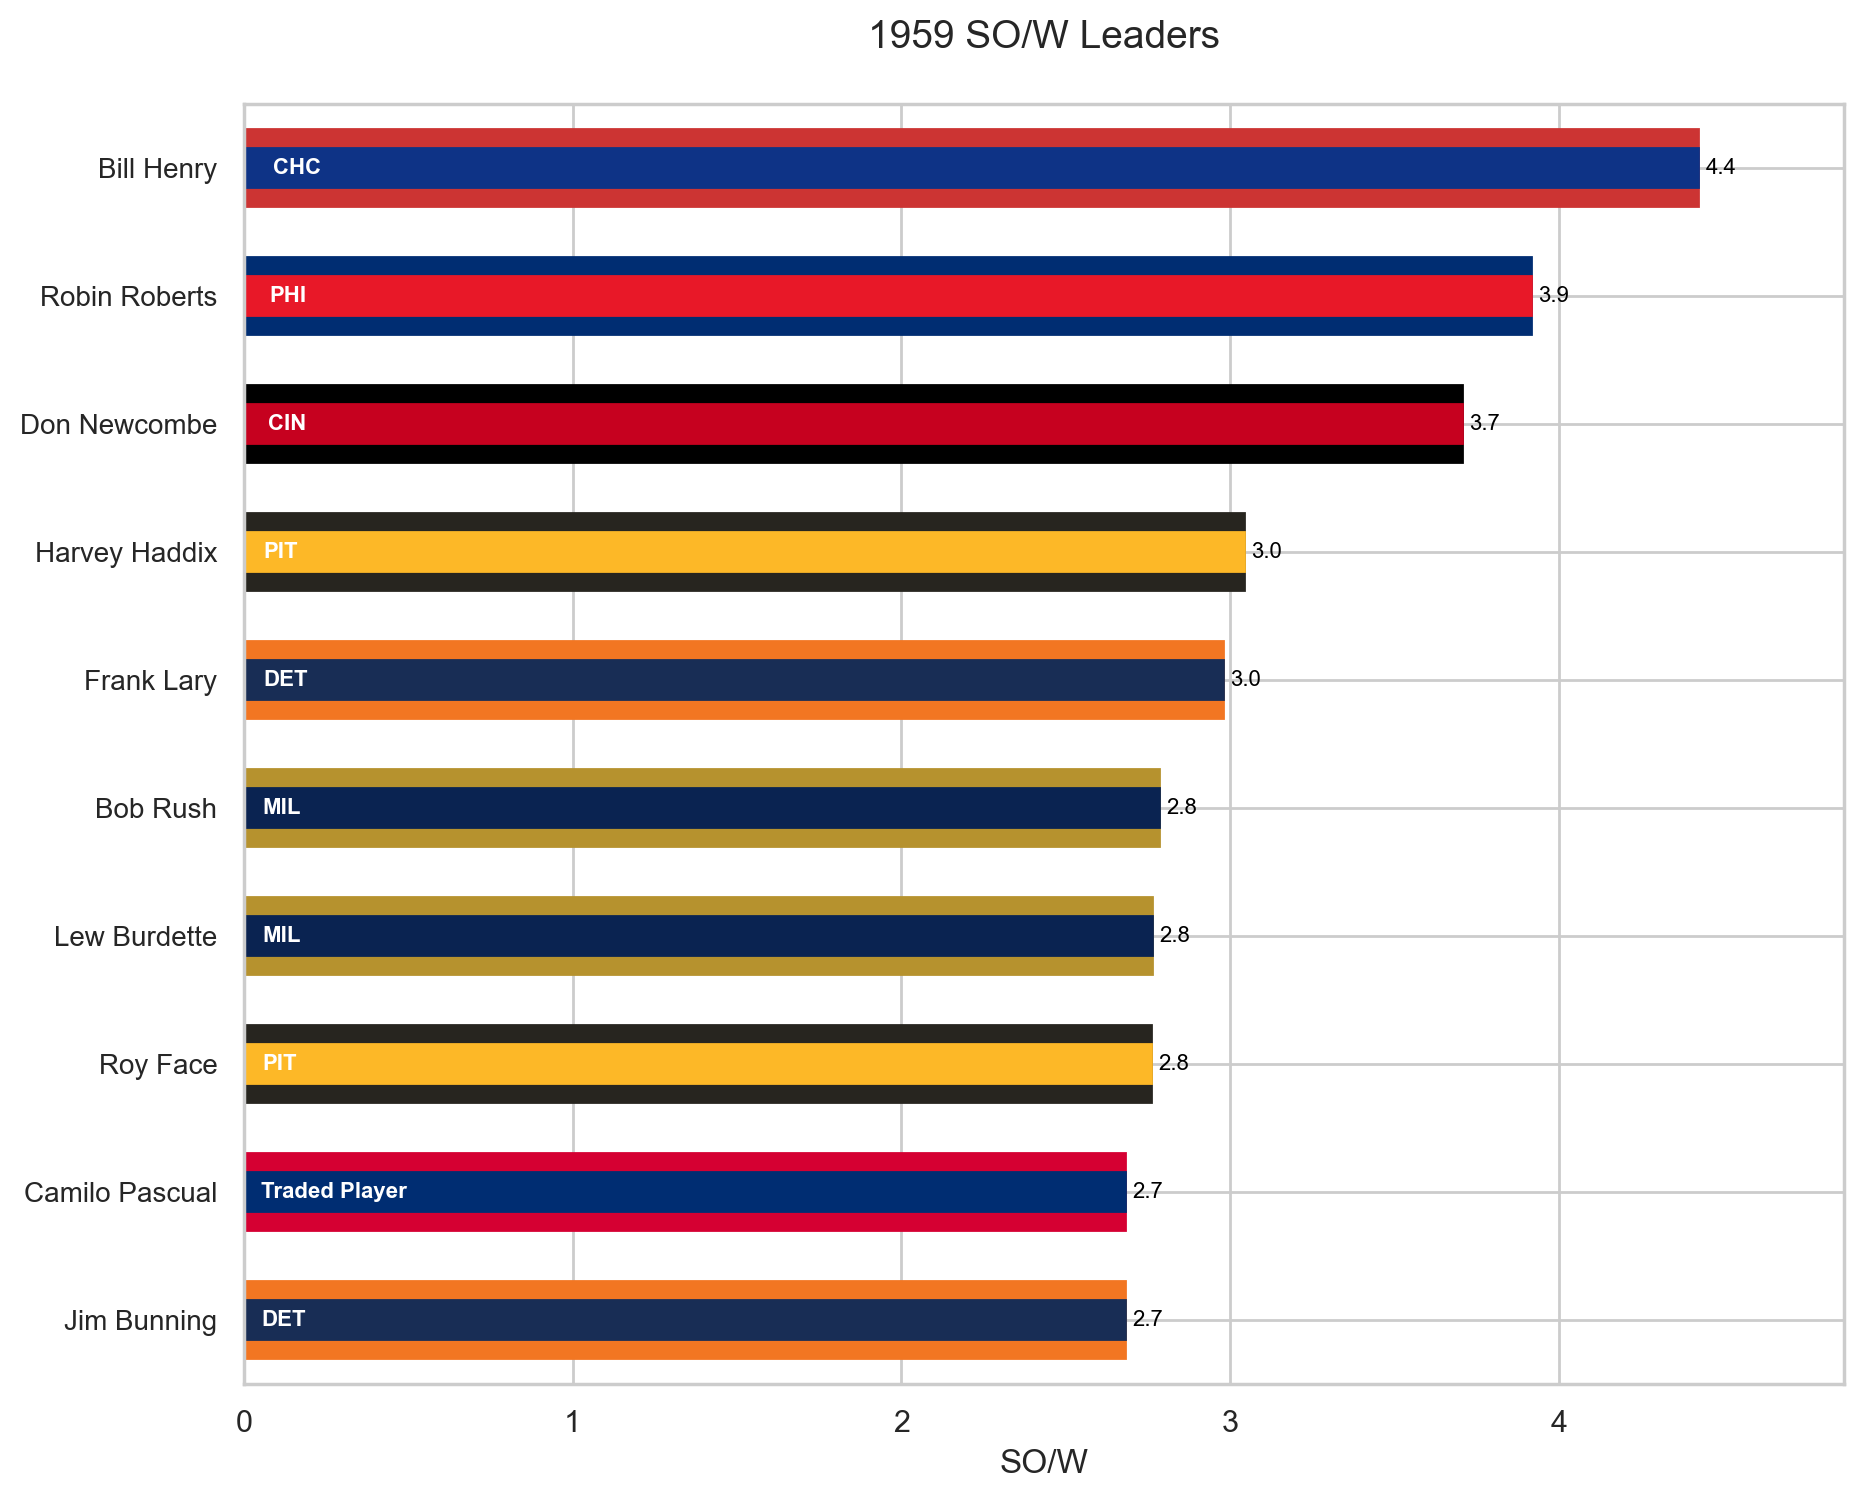 1959 SO/W Leaders
Bill Henry CHC 4.4
Robin Roberts PHI 3.9
Don Newcombe CIN 3.7
Harvey Haddix PIT 3.0
Frank Lary DET 3.0
Bob Rush MIL 2.8
Lew Burdette MIL 2.8
Roy Face PIT 2.8
Camilo Pascual Traded Player 2.7
Jim Bunning DET 2.7
0 1 2 3 4
SO/W